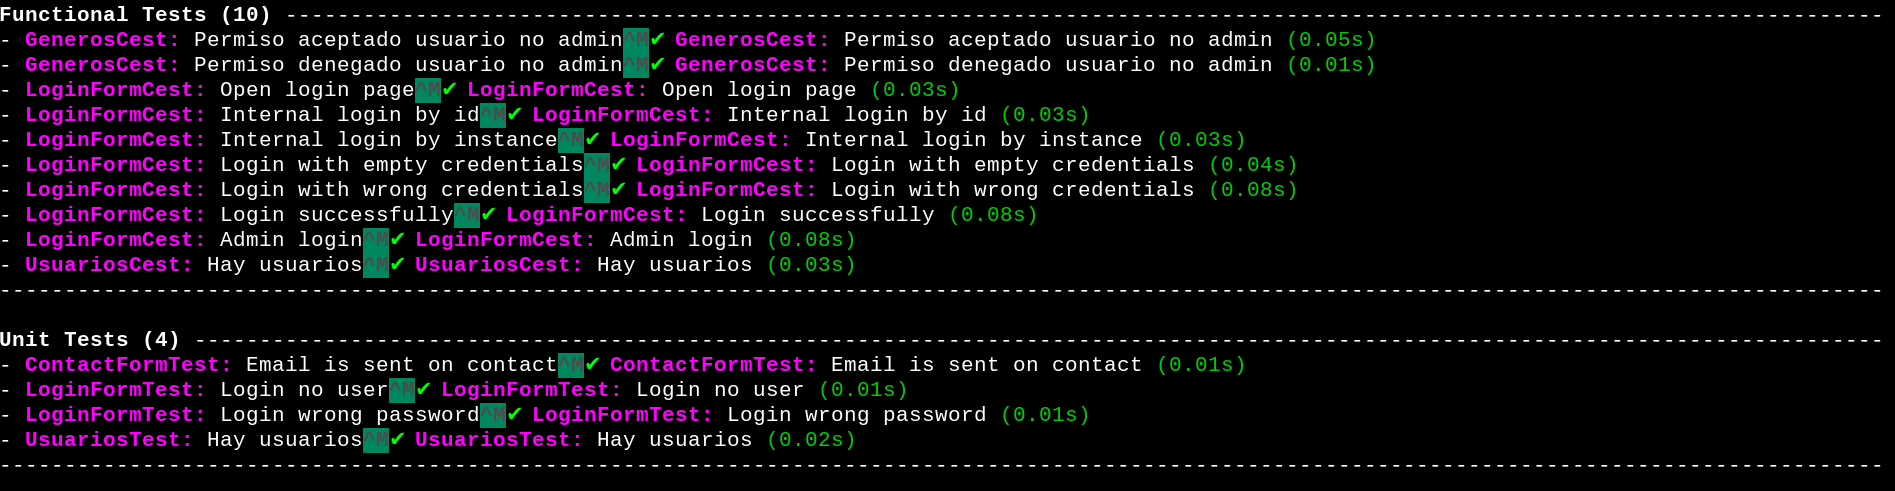 Functional Tests (10) ---------------------------------------------------------------------------------------------------------------------------
- GenerosCest: Permiso aceptado usuario no admin^M✔ GenerosCest: Permiso aceptado usuario no admin (0.05s)
- GenerosCest: Permiso denegado usuario no admin^M✔ GenerosCest: Permiso denegado usuario no admin (0.01s)
- LoginFormCest: Open login page^M✔ LoginFormCest: Open login page (0.03s)
- LoginFormCest: Internal login by id^M✔ LoginFormCest: Internal login by id (0.03s)
- LoginFormCest: Internal login by instance^M✔ LoginFormCest: Internal login by instance (0.03s)
- LoginFormCest: Login with empty credentials^M✔ LoginFormCest: Login with empty credentials (0.04s)
- LoginFormCest: Login with wrong credentials^M✔ LoginFormCest: Login with wrong credentials (0.08s)
- LoginFormCest: Login successfully^M✔ LoginFormCest: Login successfully (0.08s)
- LoginFormCest: Admin login^M✔ LoginFormCest: Admin login (0.08s)
- UsuariosCest: Hay usuarios^M✔ UsuariosCest: Hay usuarios (0.03s)
-------------------------------------------------------------------------------------------------------------------------------------------------
Unit Tests (4) ----------------------------------------------------------------------------------------------------------------------------------
- ContactFormTest: Email is sent on contact^M✔ ContactFormTest: Email is sent on contact (0.01s)
- LoginFormTest: Login no user^M✔ LoginFormTest: Login no user (0.01s)
- LoginFormTest: Login wrong password^M✔ LoginFormTest: Login wrong password (0.01s)
- UsuariosTest: Hay usuarios^M✔ UsuariosTest: Hay usuarios (0.02s)
-------------------------------------------------------------------------------------------------------------------------------------------------